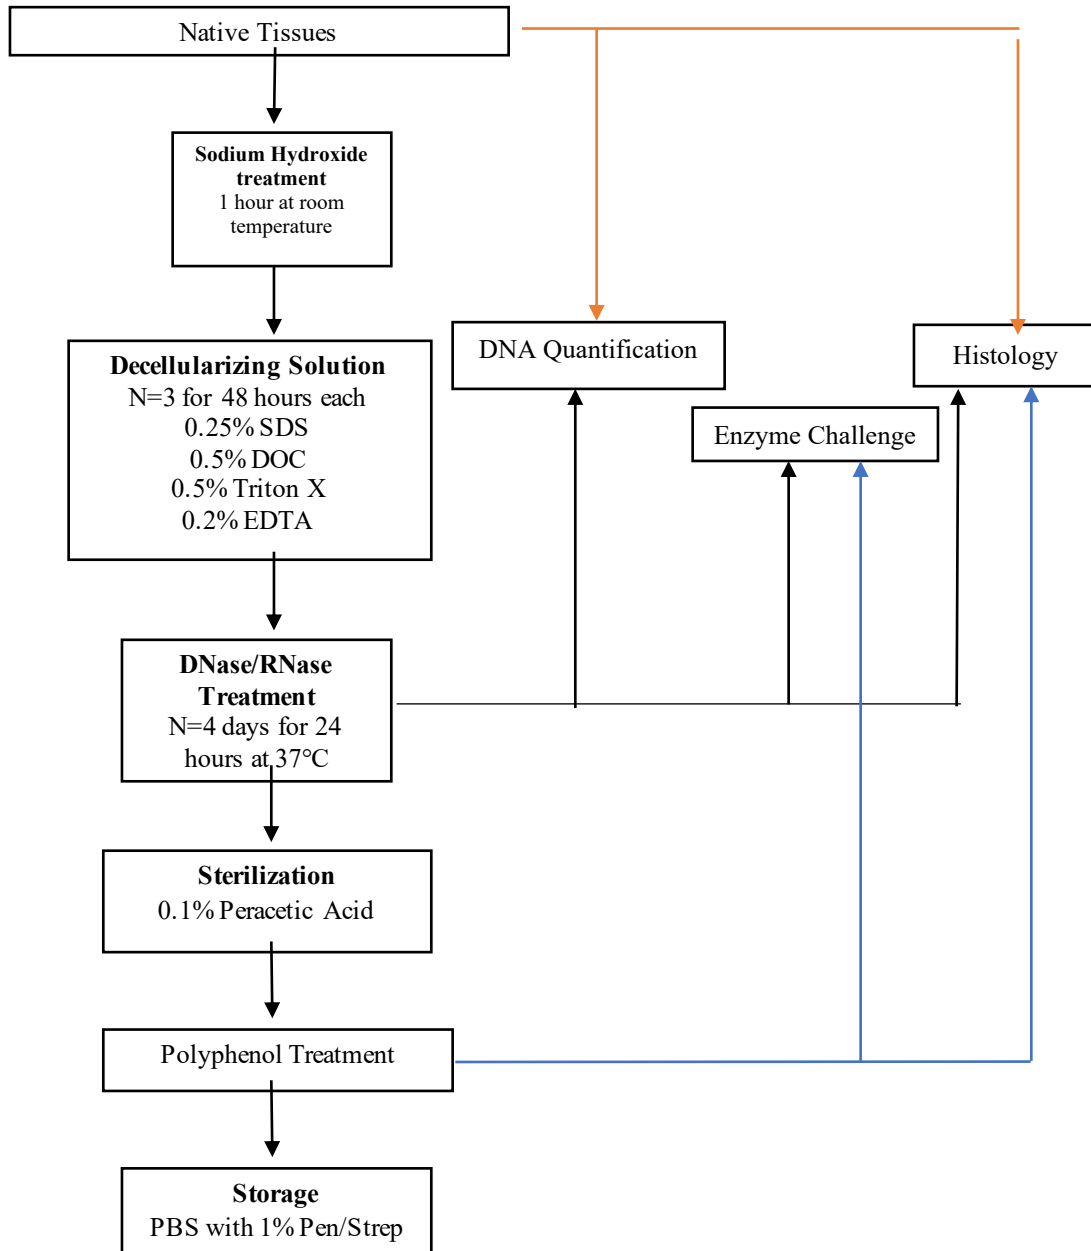 Native Tissues
Sodium Hydroxide
treatment
1 hour at room
temperature
Decellularizing Solution
N=3 for 48 hours each
0.25% SDS
0.5% DOC
0.5% Triton X
0.2% EDTA
DNA Quantification
Histology
Enzyme Challenge
DNase/RNase
Treatment
N=4 days for 24
hours at 37°C
Sterilization
0.1% Peracetic Acid
Polyphenol Treatment
Storage
PBS with 1% Pen/Strep